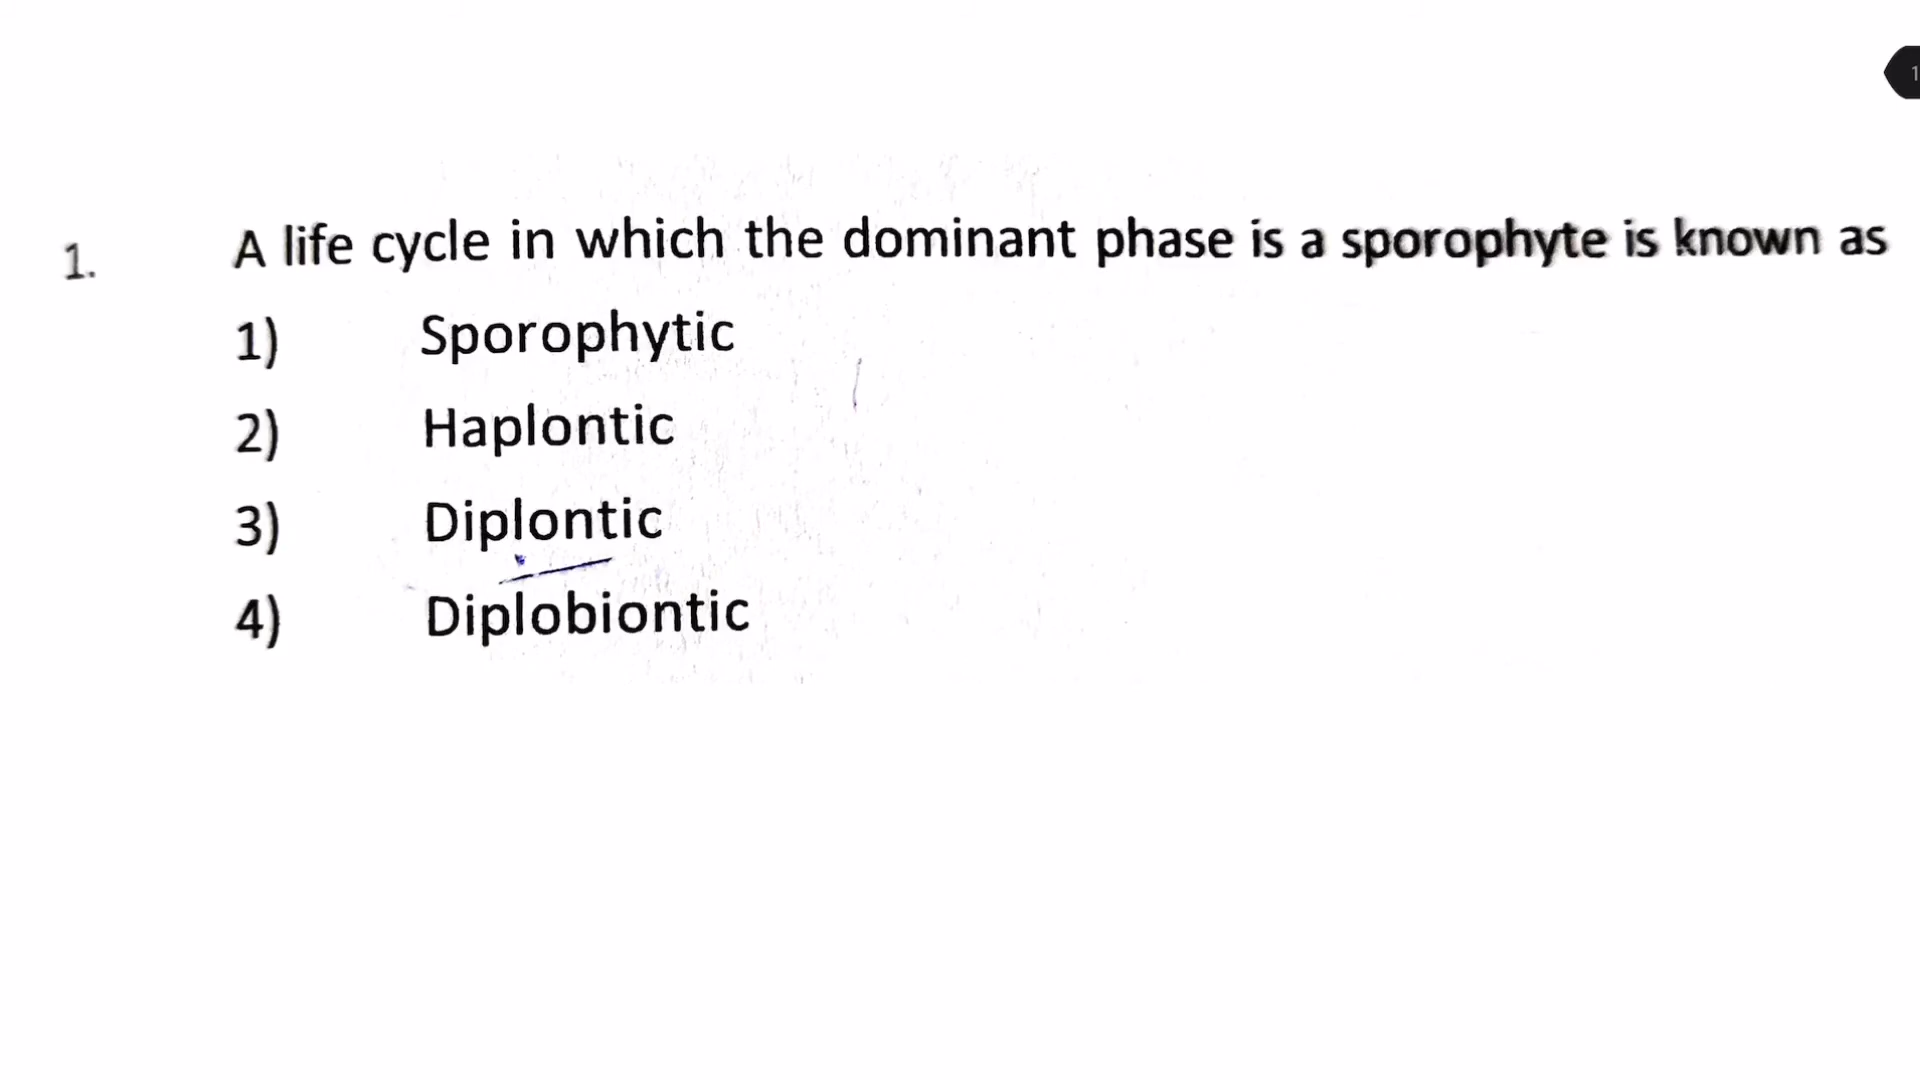 1
1. A life cycle in which the dominant phase is a sporophyte is known as
1) Sporophytic
2) Haplontic
3) Diplontic
4) Diplobiontic